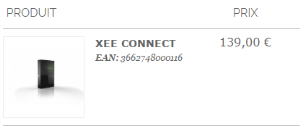 PRODUIT PRIX
XEE CONNECT 139,00 €
EAN: 3662748000116